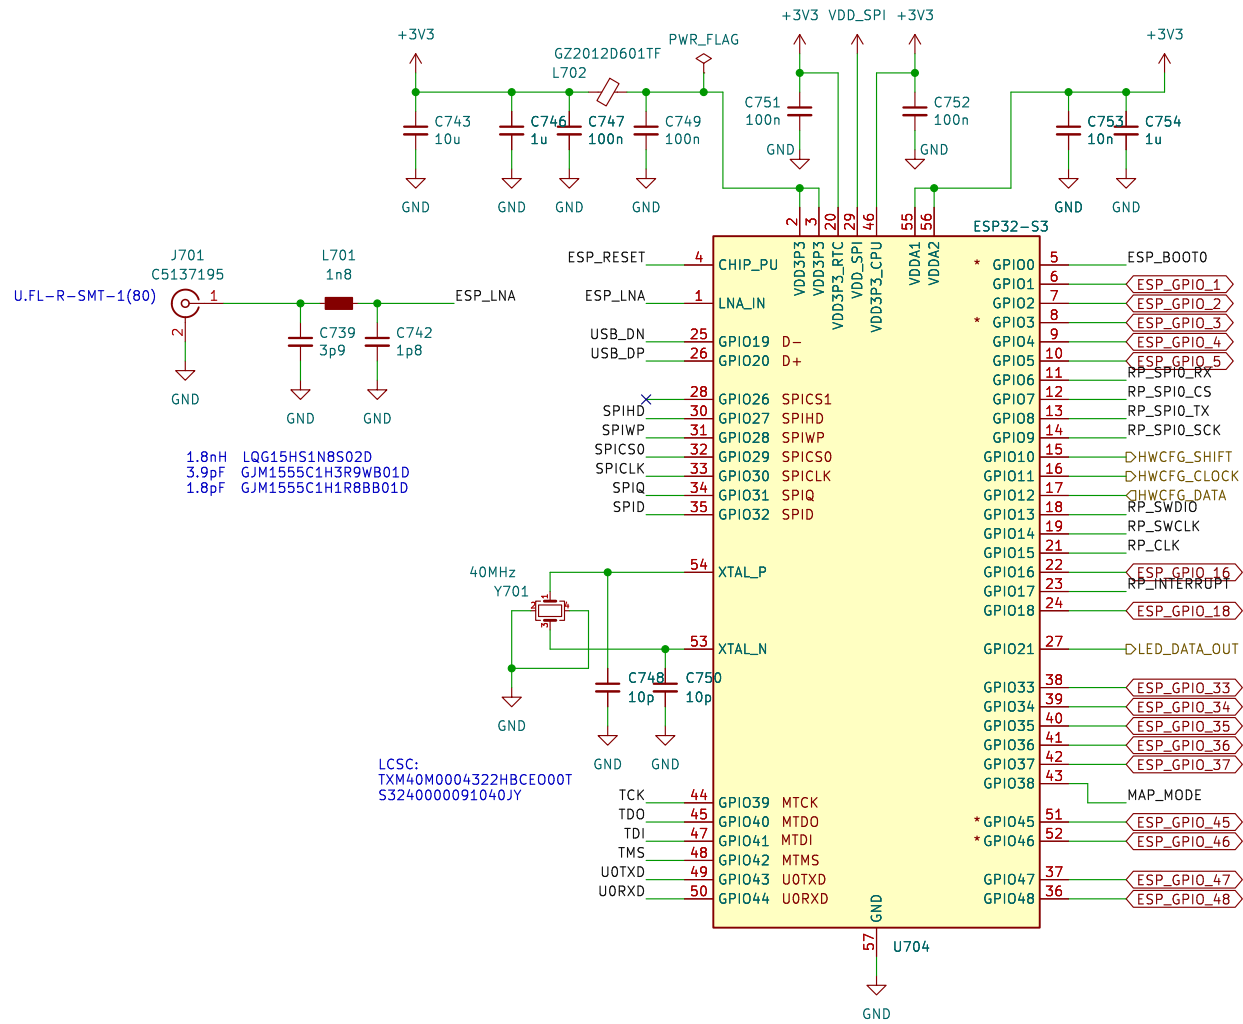 +3V3 VDD_SPI +3V3
+3V3
PWR_FLAG
+3V3
GZ2012D601TF
L702
C743
10u
C746
1u
C747
100n
C749
100n
C751
100n
C752
100n
C753
10n
C754
1u
GND
GND
GND
GND
GND
GND
GND
GND
2
3
20
29
46
55
56
ESP32-S3
VDD3P3
VDD3P3
VDD3P3_RTC
VDD_SPI
VDD3P3_CPU
VDDA1
VDDA2
J701
C5137195
U.FL-R-SMT-1(80)
1
2
GND
L701
1n8
ESP_LNA
C739
3p9
GND
C742
1p8
GND
1.8nH LQG15HS1N8S02D
3.9pF GJM1555C1H3R9WB01D
1.8pF GJM1555C1H1R8BB01D
ESP_RESET 4 CHIP_PU
ESP_LNA 1 LNA_IN
USB_DN 25 GPIO19 D-
USB_DP 26 GPIO20 D+
28 GPIO26 SPICS1
SPIHD 30 GPIO27 SPIHD
SPIWP 31 GPIO28 SPIWP
SPICS0 32 GPIO29 SPICS0
SPICLK 33 GPIO30 SPICLK
SPIQ 34 GPIO31 SPIQ
SPID 35 GPIO32 SPID
54 XTAL_P
53 XTAL_N
40MHz
Y701
1
2
4
3
GND
C748
10p
GND
C750
10p
GND
LCSC:
TXM40M0004322HBCEO00T
S3240000091040JY
TCK 44 GPIO39 MTCK
TDO 45 GPIO40 MTDO
TDI 47 GPIO41 MTDI
TMS 48 GPIO42 MTMS
U0TXD 49 GPIO43 U0TXD
U0RXD 50 GPIO44 U0RXD
* GPIO0 5 ESP_BOOT0
GPIO1 6 ESP_GPIO_1
GPIO2 7 ESP_GPIO_2
* GPIO3 8 ESP_GPIO_3
GPIO4 9 ESP_GPIO_4
GPIO5 10 ESP_GPIO_5
GPIO6 11 RP_SPI0_RX
GPIO7 12 RP_SPI0_CS
GPIO8 13 RP_SPI0_TX
GPIO9 14 RP_SPI0_SCK
GPIO10 15 HWCFG_SHIFT
GPIO11 16 HWCFG_CLOCK
GPIO12 17 HWCFG_DATA
GPIO13 18 RP_SWDIO
GPIO14 19 RP_SWCLK
GPIO15 21 RP_CLK
GPIO16 22 ESP_GPIO_16
GPIO17 23 RP_INTERRUPT
GPIO18 24 ESP_GPIO_18
GPIO21 27 LED_DATA_OUT
GPIO33 38 ESP_GPIO_33
GPIO34 39 ESP_GPIO_34
GPIO35 40 ESP_GPIO_35
GPIO36 41 ESP_GPIO_36
GPIO37 42 ESP_GPIO_37
GPIO38 43 MAP_MODE
* GPIO45 51 ESP_GPIO_45
* GPIO46 52 ESP_GPIO_46
GPIO47 37 ESP_GPIO_47
GPIO48 36 ESP_GPIO_48
GND
57
U704
GND